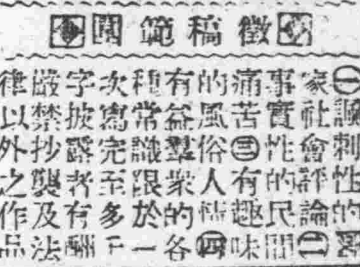 徵稿範圍
㊀諷刺性的
家社會評論㊁
事實性的民間
痛苦㊂有趣味
的風俗人情㊃
有益羣衆的各
種常識限於一
次寫完至多千
字披露者有酬
嚴禁抄襲及法
律以外之作品